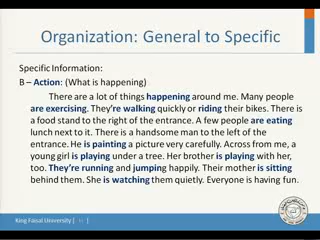 Organization: General to Specific
Specific Information:
B – Action: (What is happening)
There are a lot of things happening around me. Many people
are exercising. They're walking quickly or riding their bikes. There is
a food stand to the right of the entrance. A few people are eating
lunch next to it. There is a handsome man to the left of the
entrance. He is painting a picture very carefully. Across from me, a
young girl is playing under a tree. Her brother is playing with her,
too. They're running and jumping happily. Their mother is sitting
behind them. She is watching them quietly. Everyone is having fun.
King Faisal University |